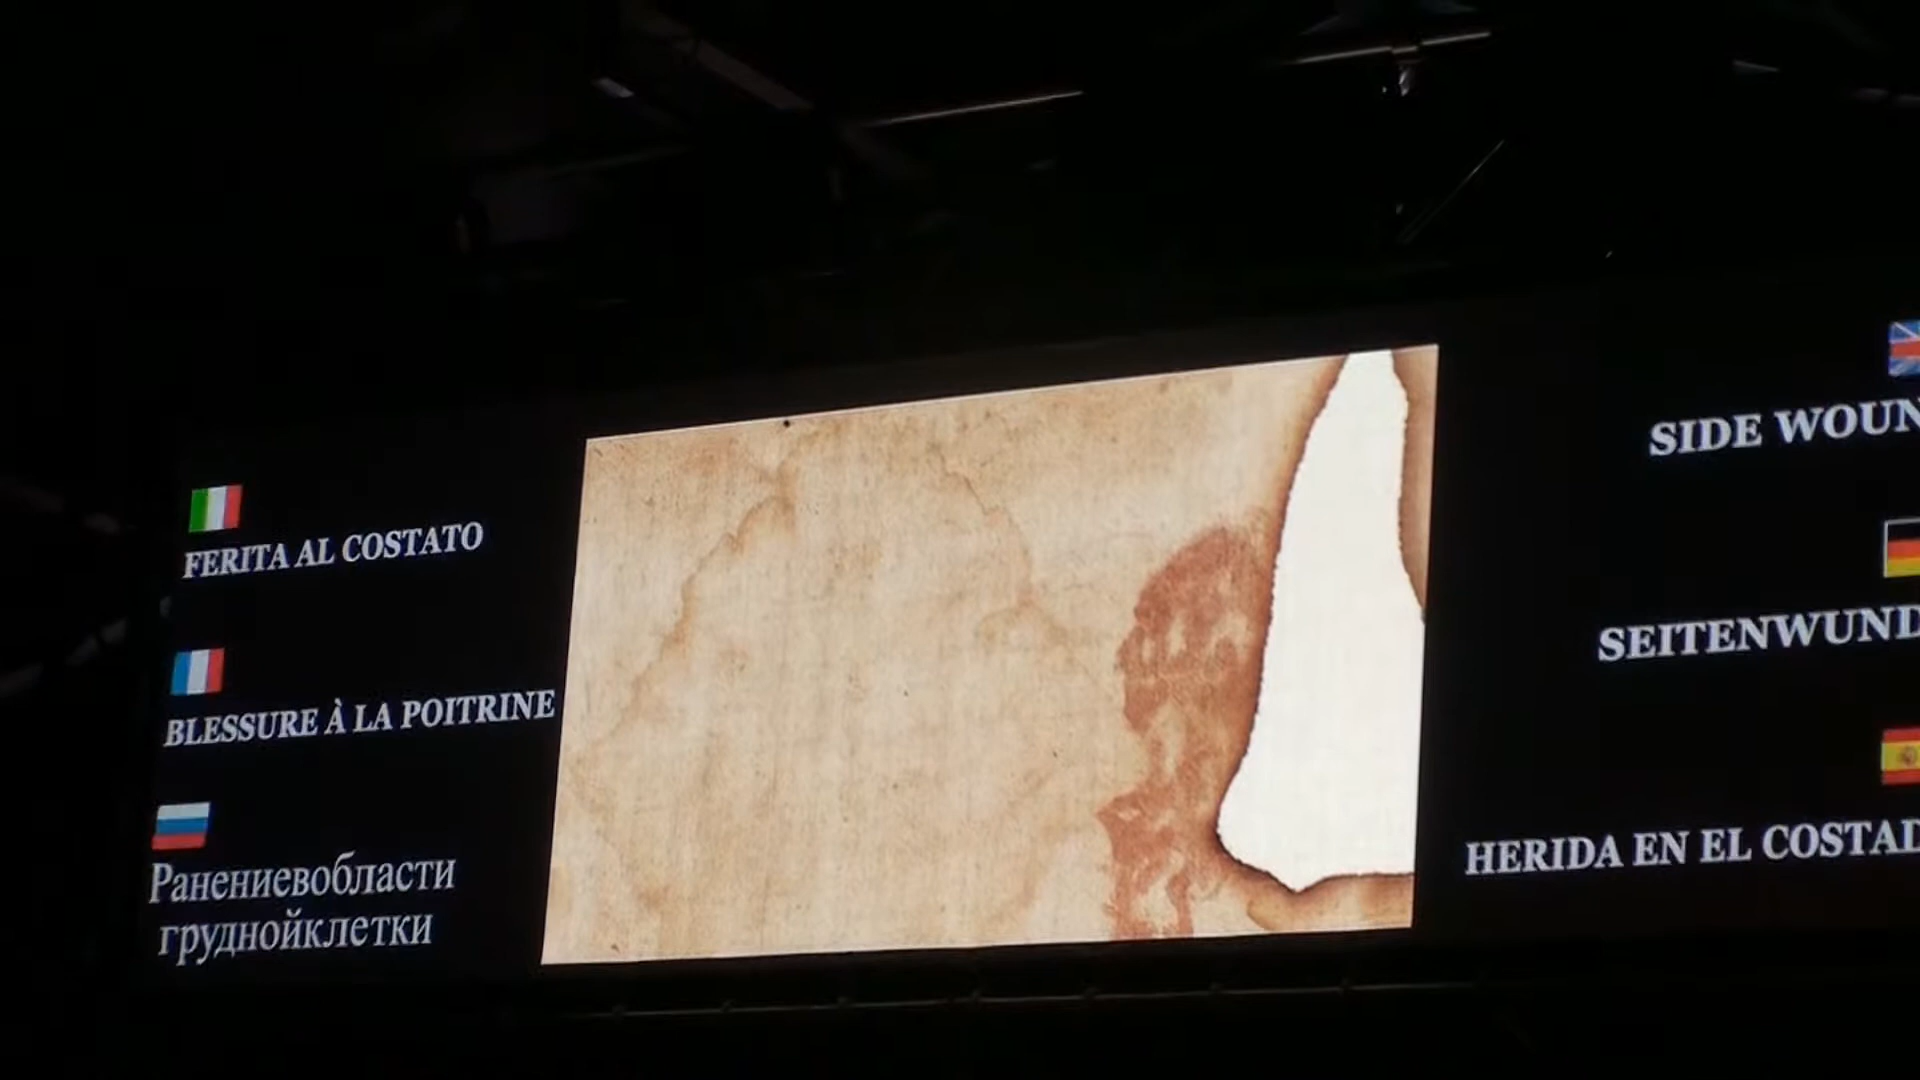 FERITA AL COSTATO
BLESSURE À LA POITRINE
Ранениевобласти
груднойклетки
SIDE WOUN
SEITENWUND
HERIDA EN EL COSTAD